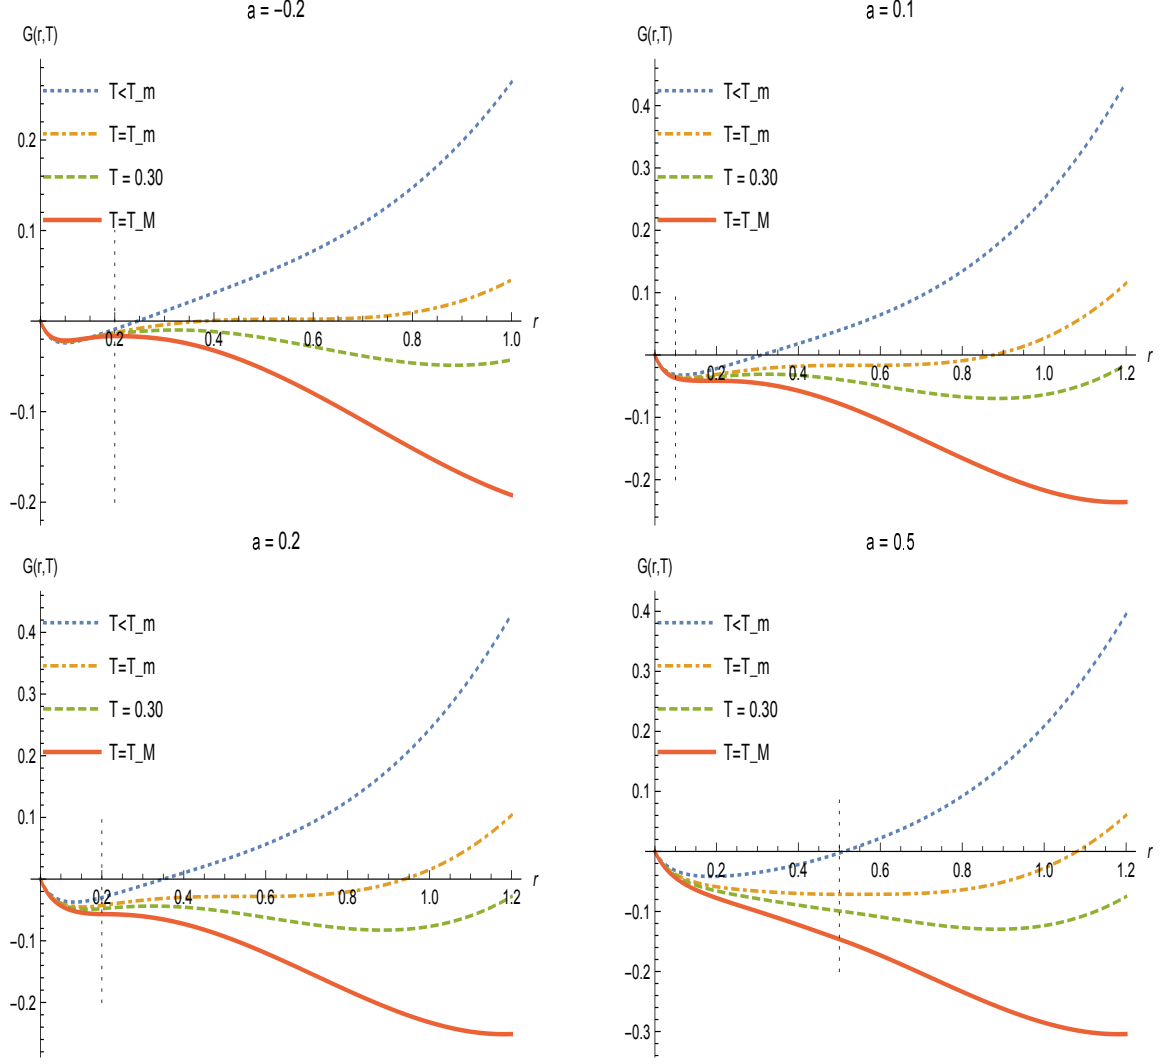 a = −0.2
G(r,T)
T<T_m
T=T_m
T = 0.30
T=T_M
0.2
0.1
−0.1
−0.2
0.2 0.4 0.6 0.8 1.0 r
a = 0.1
G(r,T)
T<T_m
T=T_m
T = 0.30
T=T_M
0.4
0.3
0.2
0.1
−0.1
−0.2
0.2 0.4 0.6 0.8 1.0 1.2 r
a = 0.2
G(r,T)
T<T_m
T=T_m
T = 0.30
T=T_M
0.4
0.3
0.2
0.1
−0.1
−0.2
0.2 0.4 0.6 0.8 1.0 1.2 r
a = 0.5
G(r,T)
T<T_m
T=T_m
T = 0.30
T=T_M
0.4
0.3
0.2
0.1
−0.1
−0.2
−0.3
0.2 0.4 0.6 0.8 1.0 1.2 r